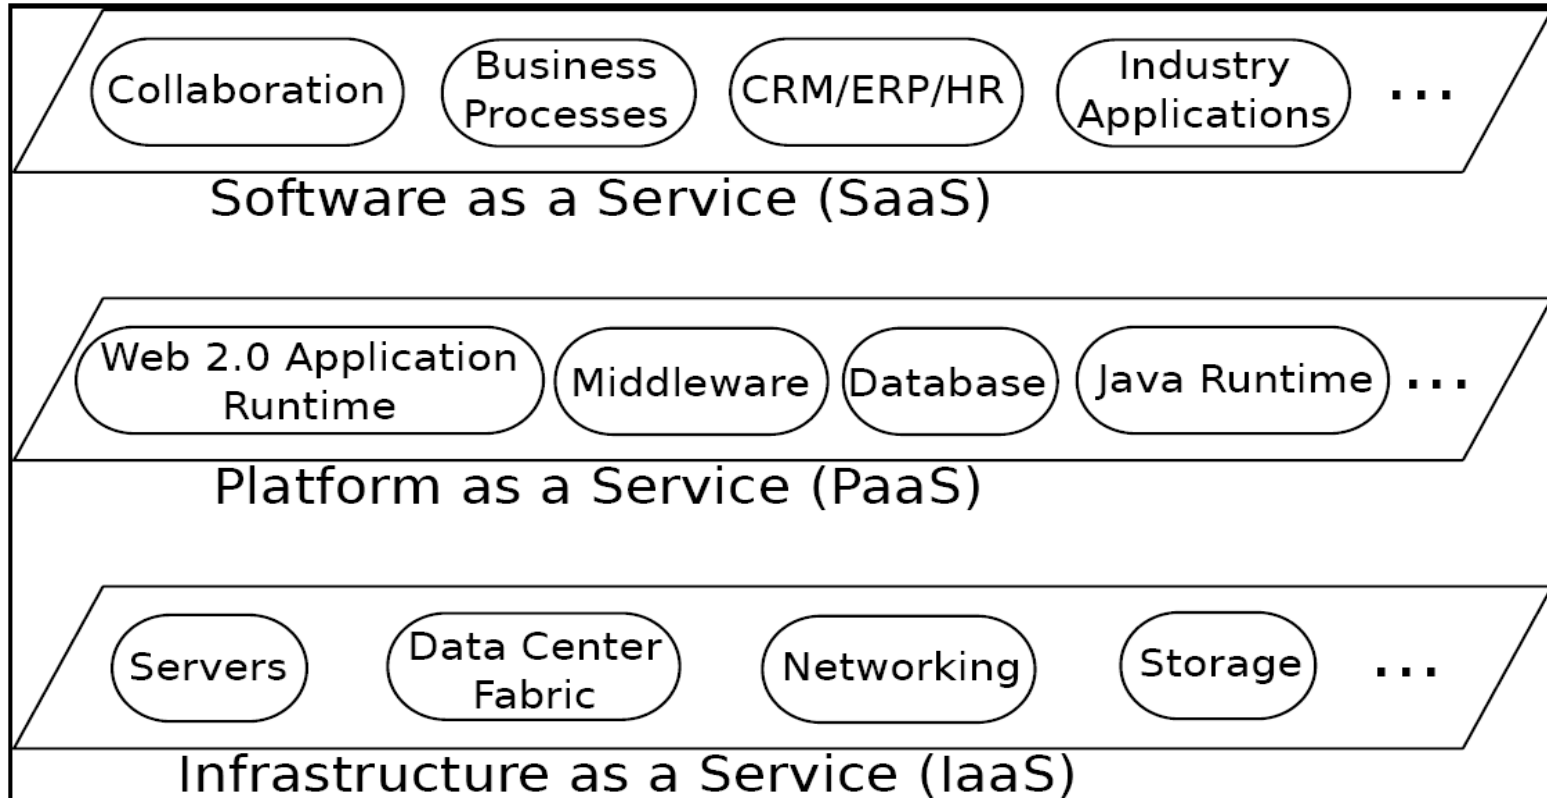 Collaboration
Business
Processes
CRM/ERP/HR
Industry
Applications
...
Software as a Service (SaaS)
Web 2.0 Application
Runtime
Middleware
Database
Java Runtime
...
Platform as a Service (PaaS)
Servers
Data Center
Fabric
Networking
Storage
...
Infrastructure as a Service (IaaS)